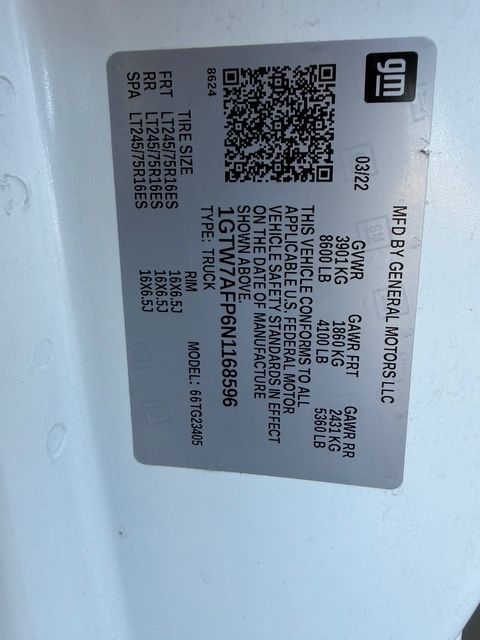 gm
MFD BY GENERAL MOTORS LLC
03/22 GVWR GAWR FRT GAWR RR
3901 KG 1860 KG 2431 KG
8600 LB 4100 LB 5360 LB
THIS VEHICLE CONFORMS TO ALL
APPLICABLE U.S. FEDERAL MOTOR
VEHICLE SAFETY STANDARDS IN EFFECT
ON THE DATE OF MANUFACTURE
SHOWN ABOVE.
1GTW7AFP6N1168596
TYPE: TRUCK MODEL: 66TG23405
8624
TIRE SIZE RIM
FRT LT245/75R16ES 16X6.5J
RR LT245/75R16ES 16X6.5J
SPA LT245/75R16ES 16X6.5J